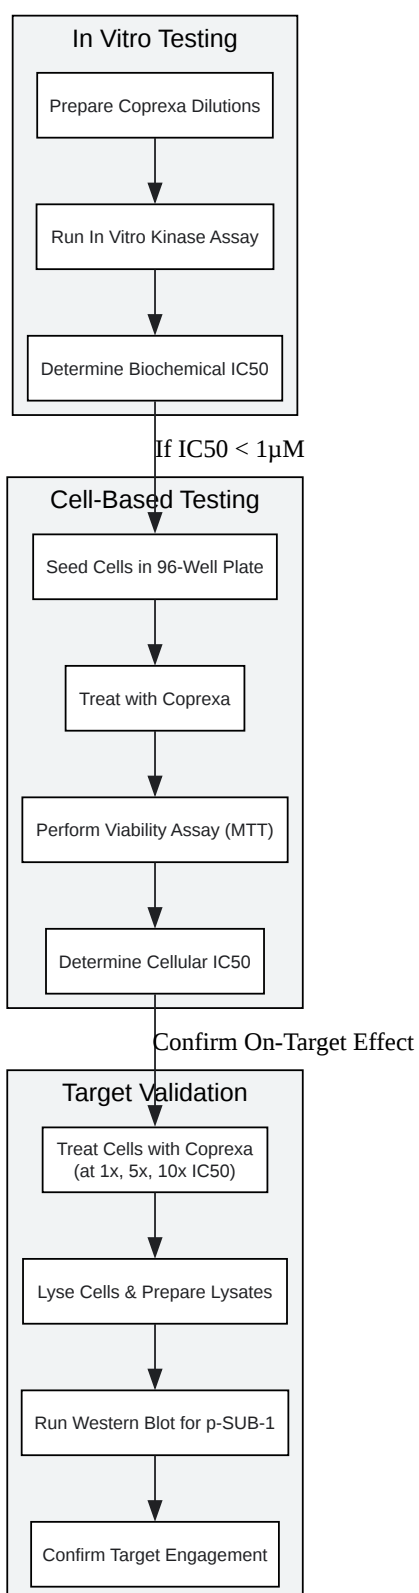 In Vitro Testing
Prepare Coprexa Dilutions
Run In Vitro Kinase Assay
Determine Biochemical IC50
If IC50 < 1µM
Cell-Based Testing
Seed Cells in 96-Well Plate
Treat with Coprexa
Perform Viability Assay (MTT)
Determine Cellular IC50
Confirm On-Target Effect
Target Validation
Treat Cells with Coprexa
(at 1x, 5x, 10x IC50)
Lyse Cells & Prepare Lysates
Run Western Blot for p-SUB-1
Confirm Target Engagement